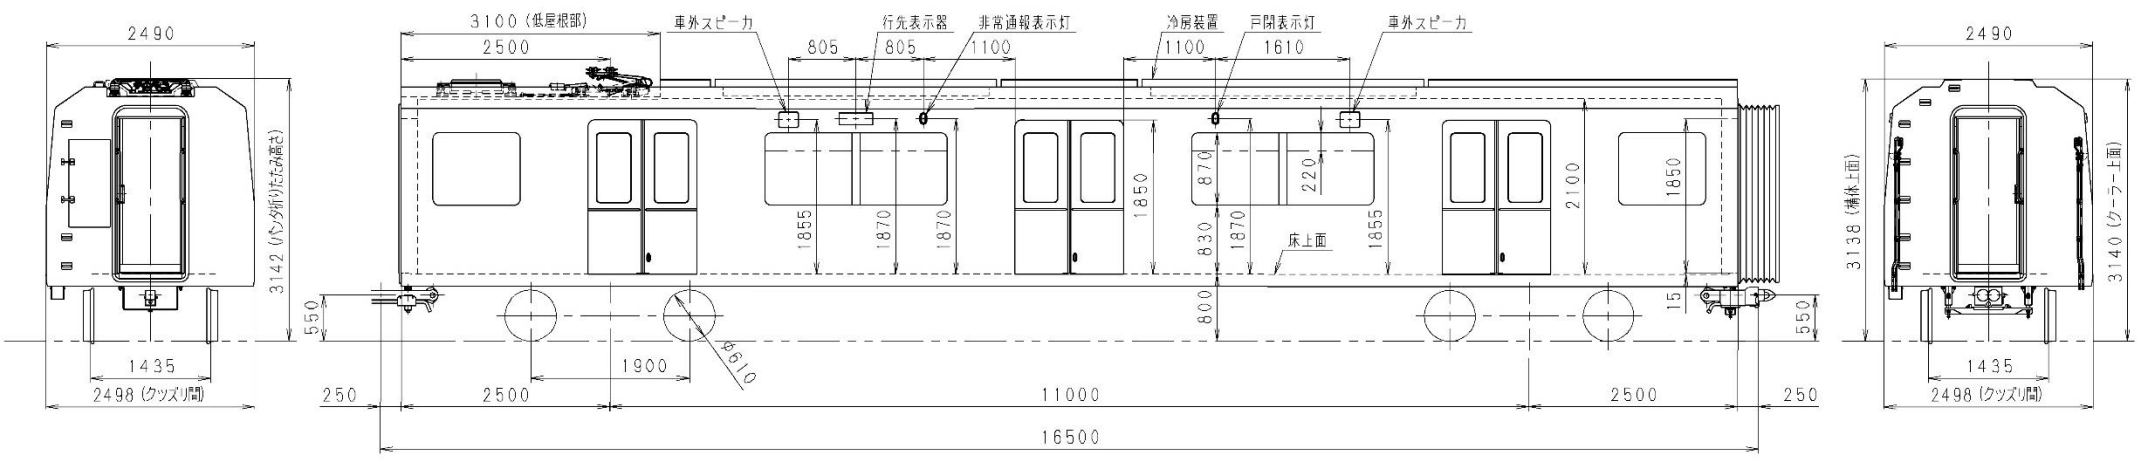 2490
3142 (パンタ折りたたみ高さ)
1435
2498 (クツズリ間)
3100 (低屋根部)
2500
車外スピーカ
行先表示器
非常通報表示灯
冷房装置
戸閉表示灯
車外スピーカ
805
805
1100
1100
1610
1855
1870
1870
1850
870
830
800
1870
220
床上面
1855
2100
1850
15
550
550
1900
φ610
250
2500
11000
2500
250
16500
2490
3138 (構体上面)
3140 (クーラー上面)
1435
2498 (クツズリ間)